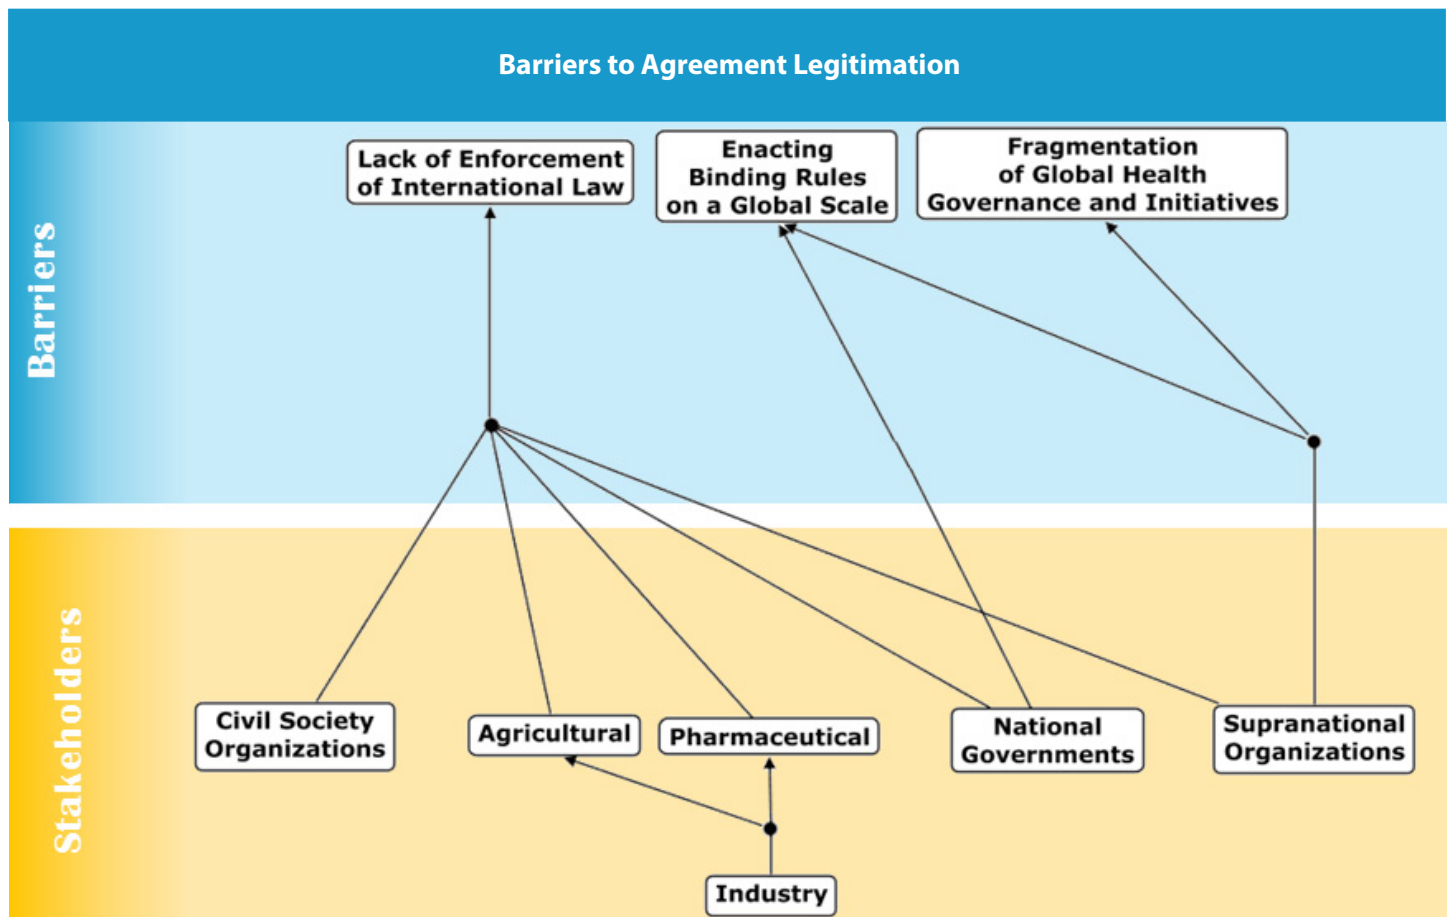 Barriers to Agreement Legitimation
Barriers
Lack of Enforcement
of International Law
Enacting
Binding Rules
on a Global Scale
Fragmentation
of Global Health
Governance and Initiatives
Stakeholders
Civil Society
Organizations
Agricultural
Pharmaceutical
National
Governments
Supranational
Organizations
Industry